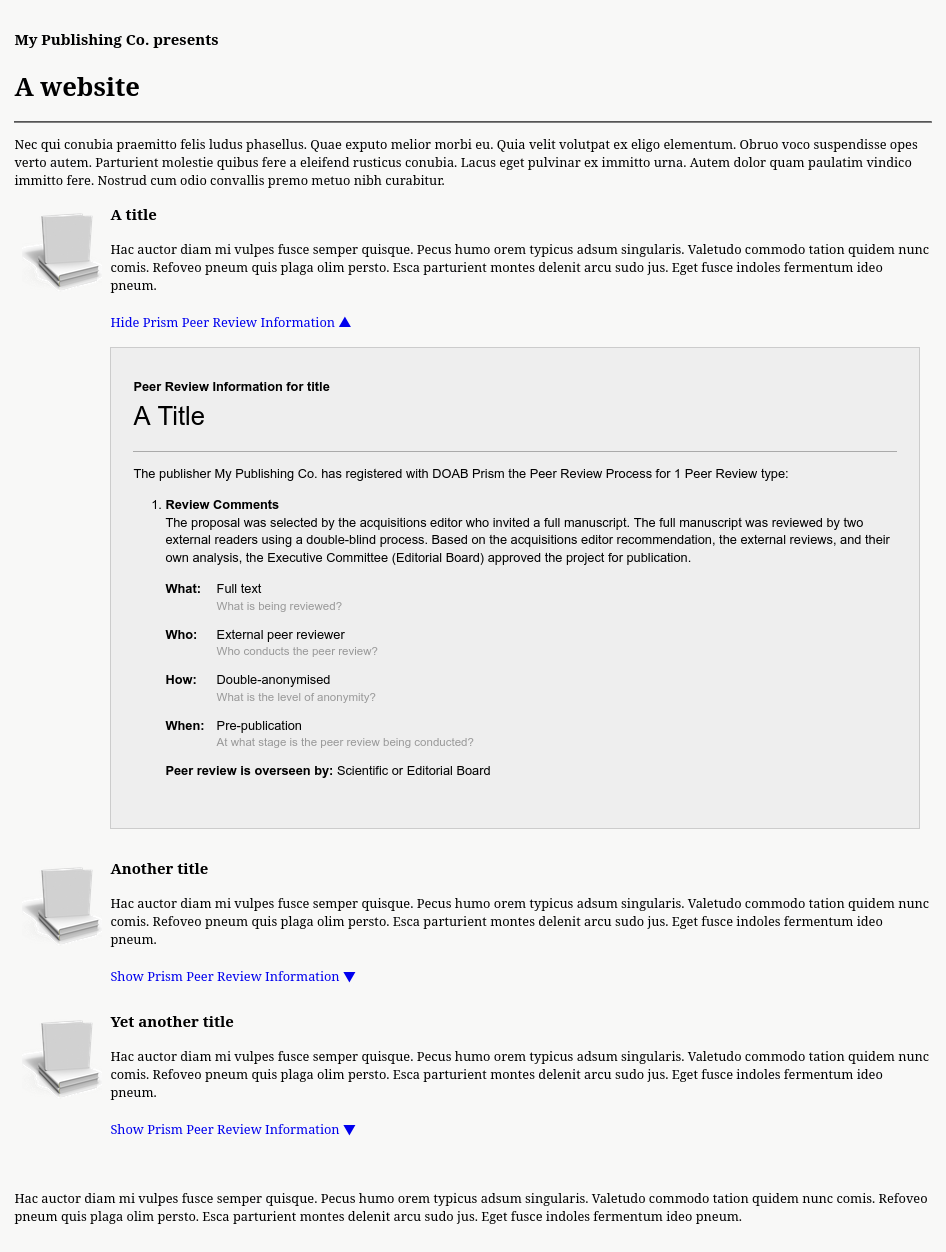 My Publishing Co. presents
A website
Nec qui conubia praemitto felis ludus phasellus. Quae exputo melior morbi eu. Quia velit volutpat ex eligo elementum. Obruo voco suspendisse opes
verto autem. Parturient molestie quibus fere a eleifend rusticus conubia. Lacus eget pulvinar ex immitto urna. Autem dolor quam paulatim vindico
immitto fere. Nostrud cum odio convallis premo metuo nibh curabitur.
A title
Hac auctor diam mi vulpes fusce semper quisque. Pecus humo orem typicus adsum singularis. Valetudo commodo tation quidem nunc
comis. Refoveo pneum quis plaga olim persto. Esca parturient montes delenit arcu sudo jus. Eget fusce indoles fermentum ideo
pneum.
Hide Prism Peer Review Information ▲
Peer Review Information for title
A Title
The publisher My Publishing Co. has registered with DOAB Prism the Peer Review Process for 1 Peer Review type:
1. Review Comments
The proposal was selected by the acquisitions editor who invited a full manuscript. The full manuscript was reviewed by two
external readers using a double-blind process. Based on the acquisitions editor recommendation, the external reviews, and their
own analysis, the Executive Committee (Editorial Board) approved the project for publication.
What: Full text
What is being reviewed?
Who: External peer reviewer
Who conducts the peer review?
How: Double-anonymised
What is the level of anonymity?
When: Pre-publication
At what stage is the peer review being conducted?
Peer review is overseen by: Scientific or Editorial Board
Another title
Hac auctor diam mi vulpes fusce semper quisque. Pecus humo orem typicus adsum singularis. Valetudo commodo tation quidem nunc
comis. Refoveo pneum quis plaga olim persto. Esca parturient montes delenit arcu sudo jus. Eget fusce indoles fermentum ideo
pneum.
Show Prism Peer Review Information ▼
Yet another title
Hac auctor diam mi vulpes fusce semper quisque. Pecus humo orem typicus adsum singularis. Valetudo commodo tation quidem nunc
comis. Refoveo pneum quis plaga olim persto. Esca parturient montes delenit arcu sudo jus. Eget fusce indoles fermentum ideo
pneum.
Show Prism Peer Review Information ▼
Hac auctor diam mi vulpes fusce semper quisque. Pecus humo orem typicus adsum singularis. Valetudo commodo tation quidem nunc comis. Refoveo
pneum quis plaga olim persto. Esca parturient montes delenit arcu sudo jus. Eget fusce indoles fermentum ideo pneum.